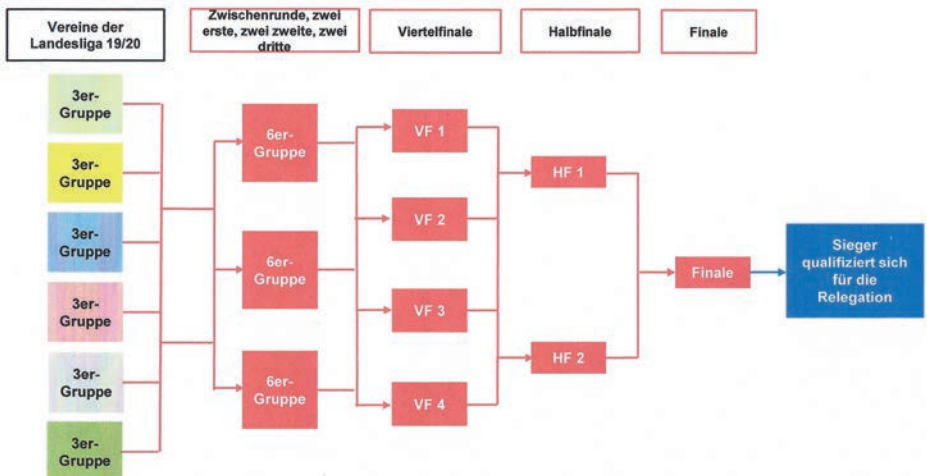 Vereine der
Landesliga 19/20
Zwischenrunde, zwei
erste, zwei zweite, zwei
dritte
Viertelfinale
Halbfinale
Finale
3er-
Gruppe
3er-
Gruppe
3er-
Gruppe
3er-
Gruppe
3er-
Gruppe
3er-
Gruppe
6er-
Gruppe
6er-
Gruppe
6er-
Gruppe
VF 1
VF 2
VF 3
VF 4
HF 1
HF 2
Finale
Sieger
qualifiziert sich
für die
Relegation